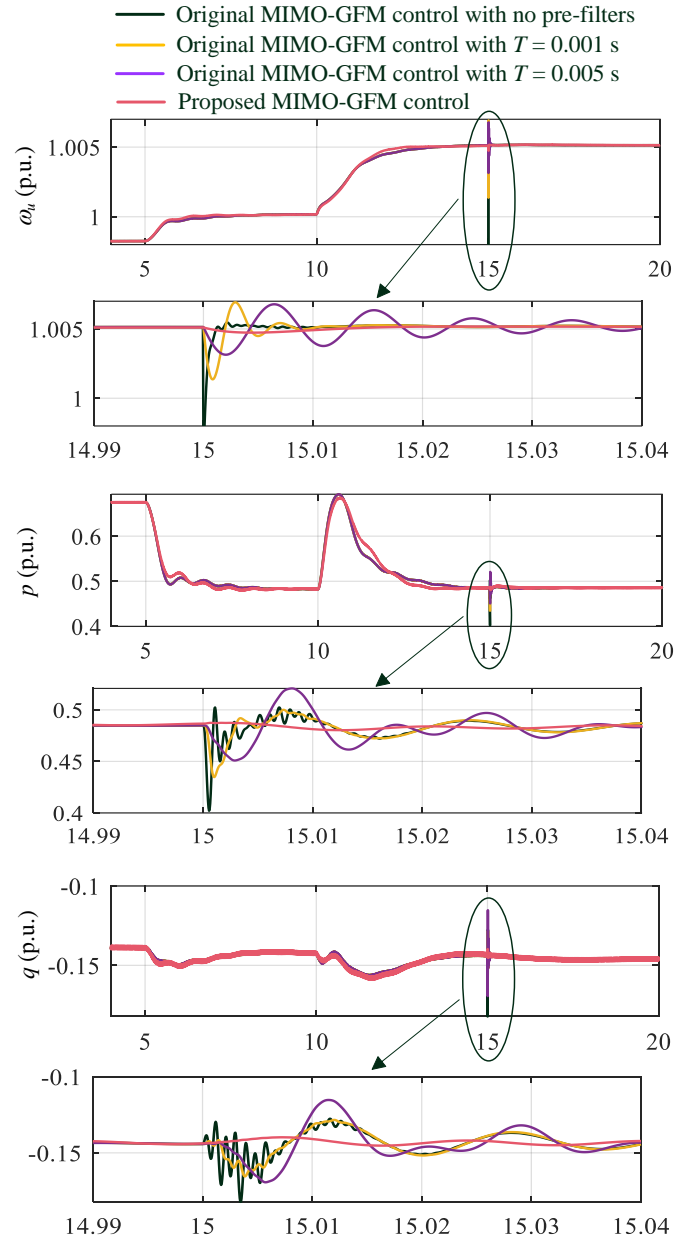 Original MIMO-GFM control with no pre-filters
Original MIMO-GFM control with T = 0.001 s
Original MIMO-GFM control with T = 0.005 s
Proposed MIMO-GFM control
ω_u (p.u.)
1.005
1
5 10 15 20
1.005
1
14.99 15 15.01 15.02 15.03 15.04
p (p.u.)
0.6
0.5
0.4
5 10 15 20
0.5
0.45
0.4
14.99 15 15.01 15.02 15.03 15.04
q (p.u.)
-0.1
-0.15
5 10 15 20
-0.1
-0.15
14.99 15 15.01 15.02 15.03 15.04